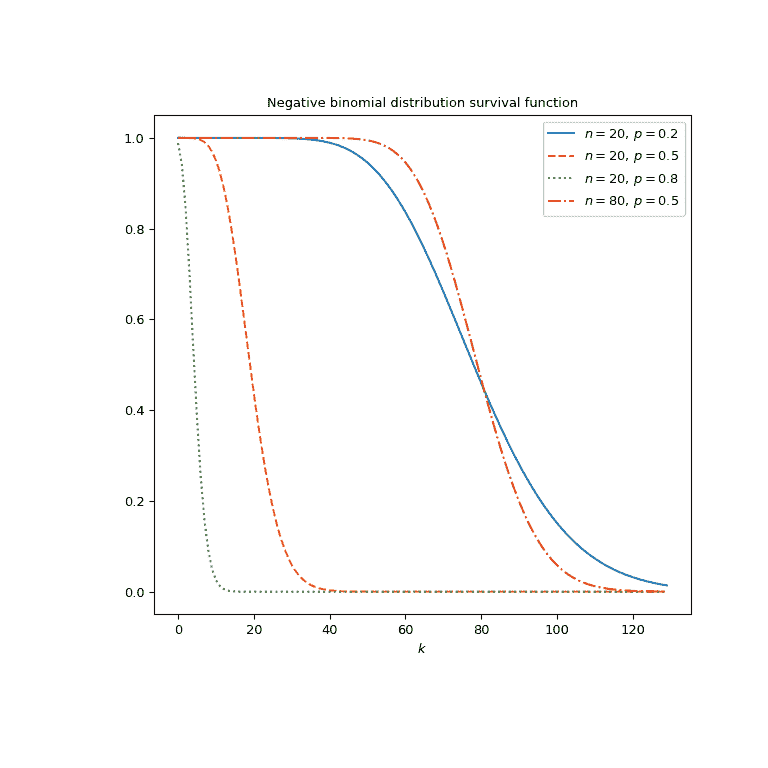 Negative binomial distribution survival function
n = 20, p = 0.2
n = 20, p = 0.5
n = 20, p = 0.8
n = 80, p = 0.5
1.0
0.8
0.6
0.4
0.2
0.0
0 20 40 60 80 100 120
k